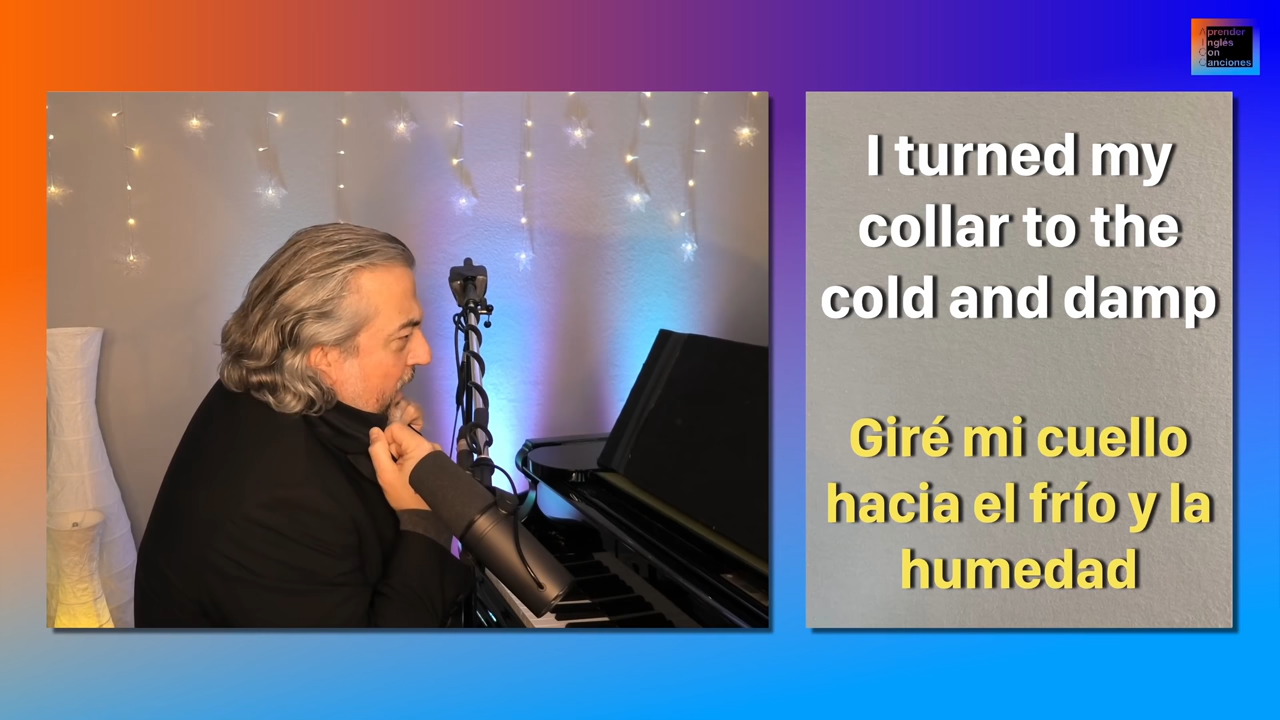 Aprender
Inglés
Con
Canciones
I turned my
collar to the
cold and damp
Giré mi cuello
hacia el frío y la
humedad